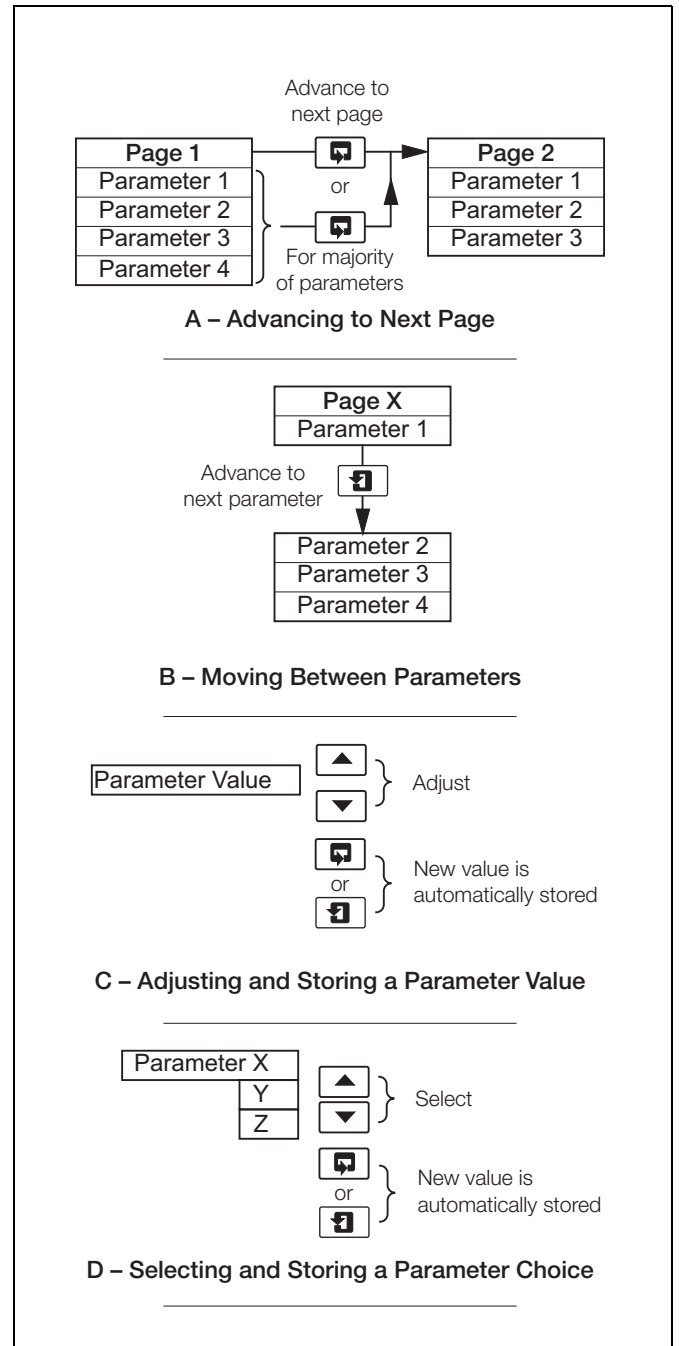 Advance to
next page
Page 1
Parameter 1
Parameter 2
Parameter 3
Parameter 4
or
For majority
of parameters
Page 2
Parameter 1
Parameter 2
Parameter 3
A – Advancing to Next Page
Page X
Parameter 1
Advance to
next parameter
Parameter 2
Parameter 3
Parameter 4
B – Moving Between Parameters
Parameter Value
Adjust
or
New value is
automatically stored
C – Adjusting and Storing a Parameter Value
Parameter X
Y
Z
Select
or
New value is
automatically stored
D – Selecting and Storing a Parameter Choice